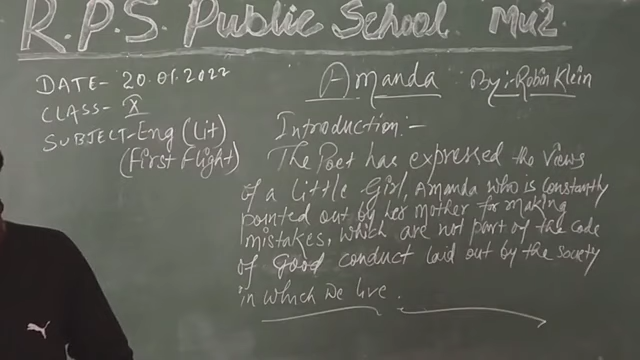 R.P.S. Public School Mu2
DATE- 20.01.2022
CLASS- X
SUBJECT-Eng (Lit)
(First flight)
Amanda By:- Robin Klein
Introduction:-
The Poet has expressed the views
of a little Girl, Amanda who is constantly
pointed out by her mother for making
mistakes, which are not part of the code
of good conduct laid out by the society
in which we live.